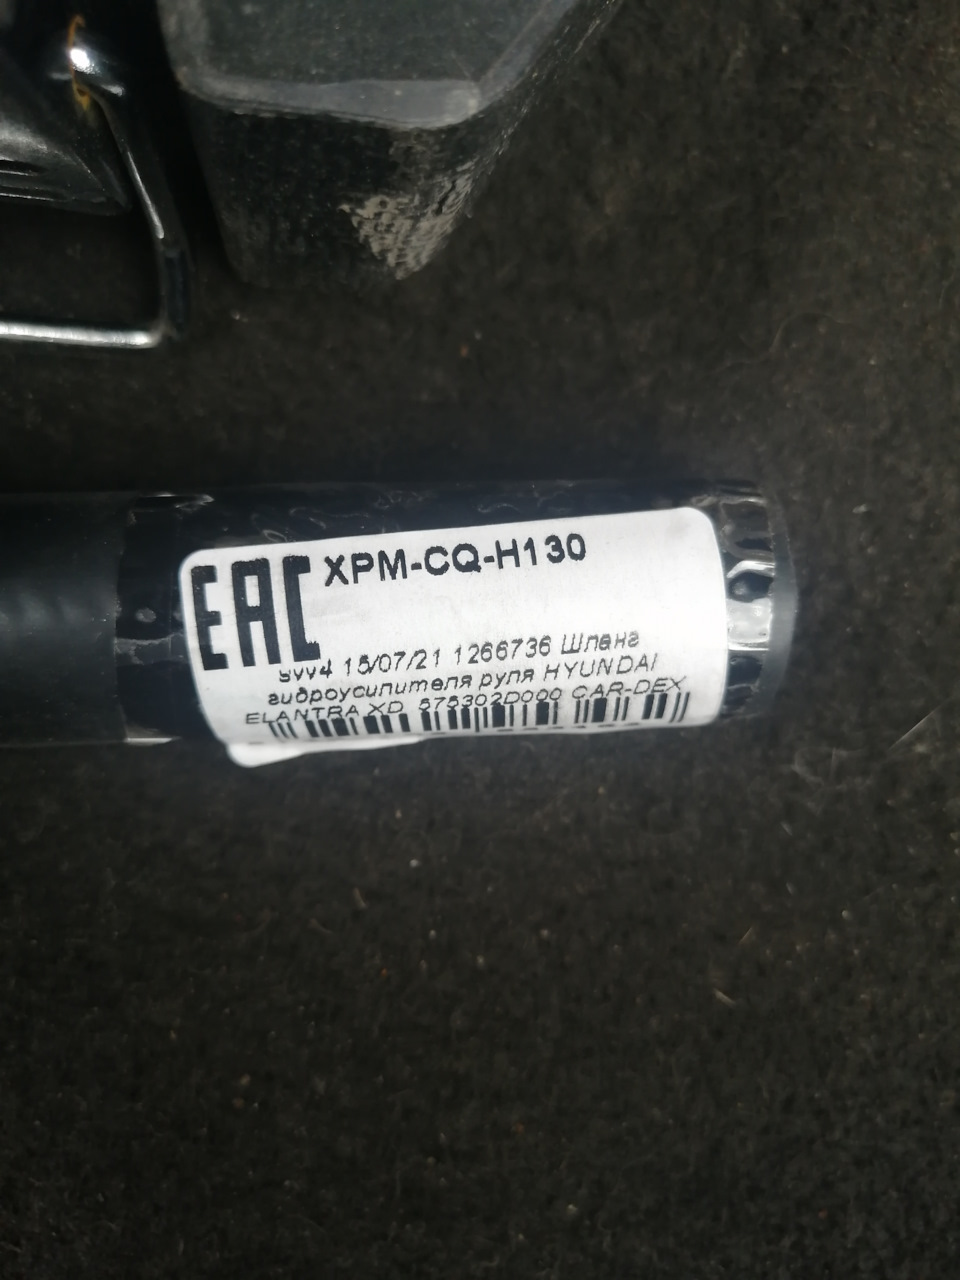 EAC
XPM-CQ-H130
15/07/21 1266736 Шланг
гидроусилителя руля HYUNDAI
ELANTRA XD 575302D000 CAR-DEX